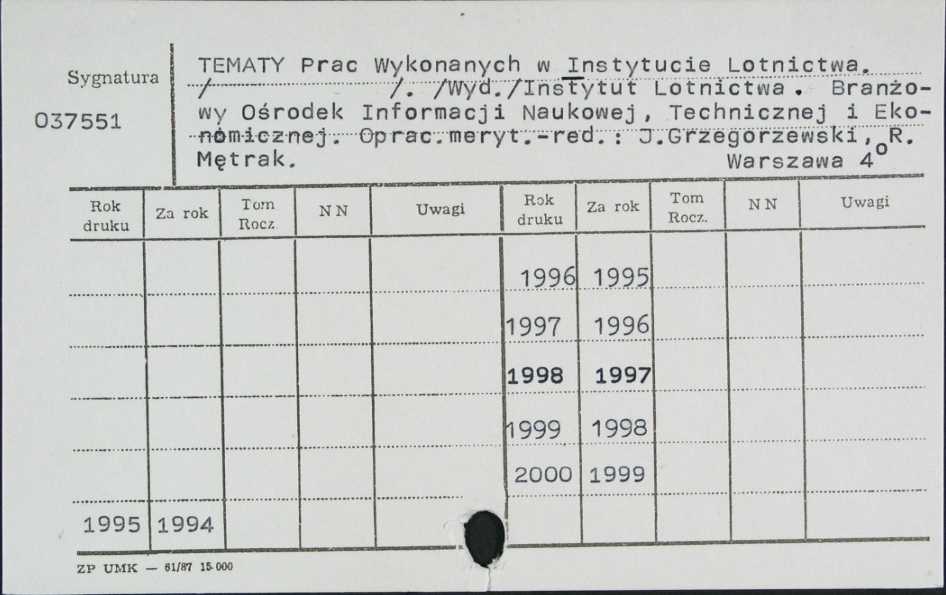 Sygnatura
037551
TEMATY Prac Wykonanych w Instytucie Lotnictwa.
/ /. /Wyd./Instytut Lotnictwa. Branżo-
wy Ośrodek Informacji Naukowej, Technicznej i Eko-
nomicznej. Oprac.meryt.-red.: J.Grzegorzewski, R.
Mętrak. Warszawa 4°
Rok druku Za rok Tom Rocz. NN Uwagi Rok druku Za rok Tom Rocz. NN Uwagi
1996 1995
1997 1996
1998 1997
1999 1998
2000 1999
1995 1994
ZP UMK — 61/87 15.000